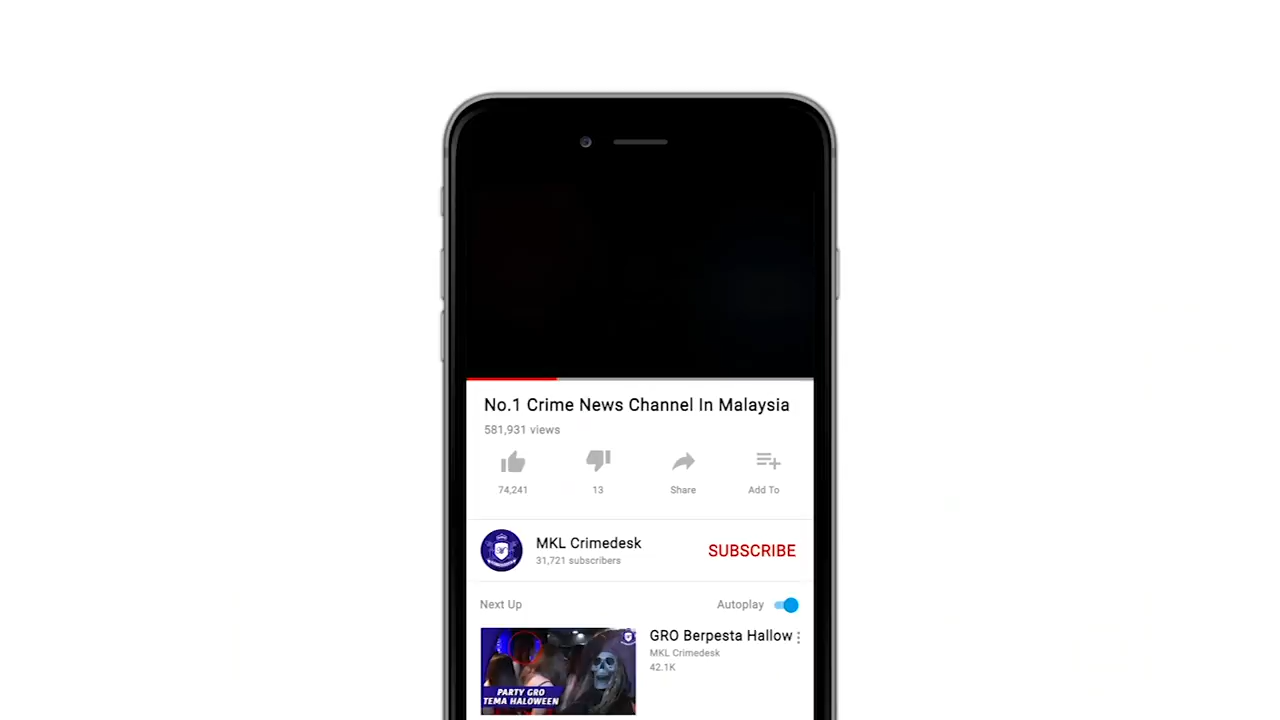 No.1 Crime News Channel In Malaysia
581,931 views
74,241
13
Share
Add To
MKL Crimedesk
31,721 subscribers
SUBSCRIBE
Next Up
Autoplay
GRO Berpesta Hallow
MKL Crimedesk
42.1K
PARTY GRO
TEMA HALOWEEN